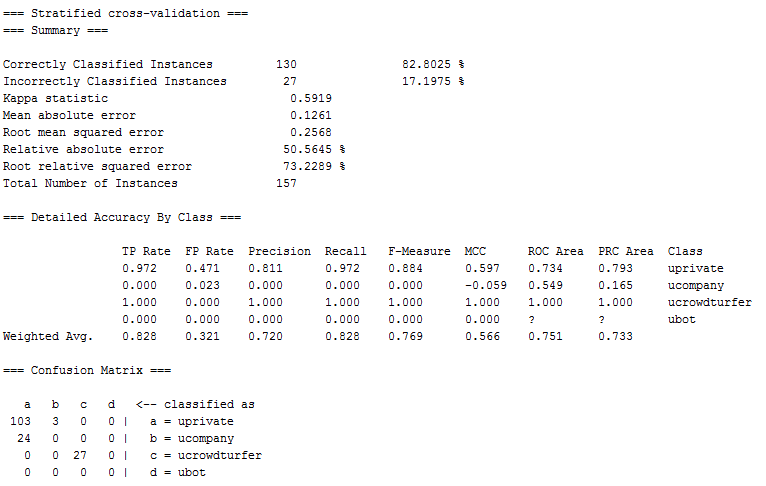 === Stratified cross-validation ===
=== Summary ===
Correctly Classified Instances 130 82.8025 %
Incorrectly Classified Instances 27 17.1975 %
Kappa statistic 0.5919
Mean absolute error 0.1261
Root mean squared error 0.2568
Relative absolute error 50.5645 %
Root relative squared error 73.2289 %
Total Number of Instances 157
=== Detailed Accuracy By Class ===
TP Rate FP Rate Precision Recall F-Measure MCC ROC Area PRC Area Class
0.972 0.471 0.811 0.972 0.884 0.597 0.734 0.793 uprivate
0.000 0.023 0.000 0.000 0.000 -0.059 0.549 0.165 ucompany
1.000 0.000 1.000 1.000 1.000 1.000 1.000 1.000 ucrowdturfer
0.000 0.000 0.000 0.000 0.000 0.000 ? ? ubot
Weighted Avg. 0.828 0.321 0.720 0.828 0.769 0.566 0.751 0.733
=== Confusion Matrix ===
a b c d <-- classified as
103 3 0 0 | a = uprivate
24 0 0 0 | b = ucompany
0 0 27 0 | c = ucrowdturfer
0 0 0 0 | d = ubot